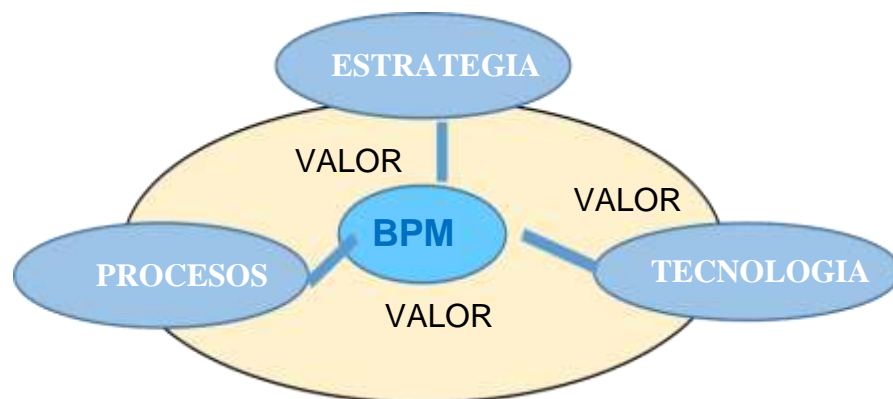 ESTRATEGIA
VALOR
VALOR
BPM
PROCESOS
TECNOLOGIA
VALOR